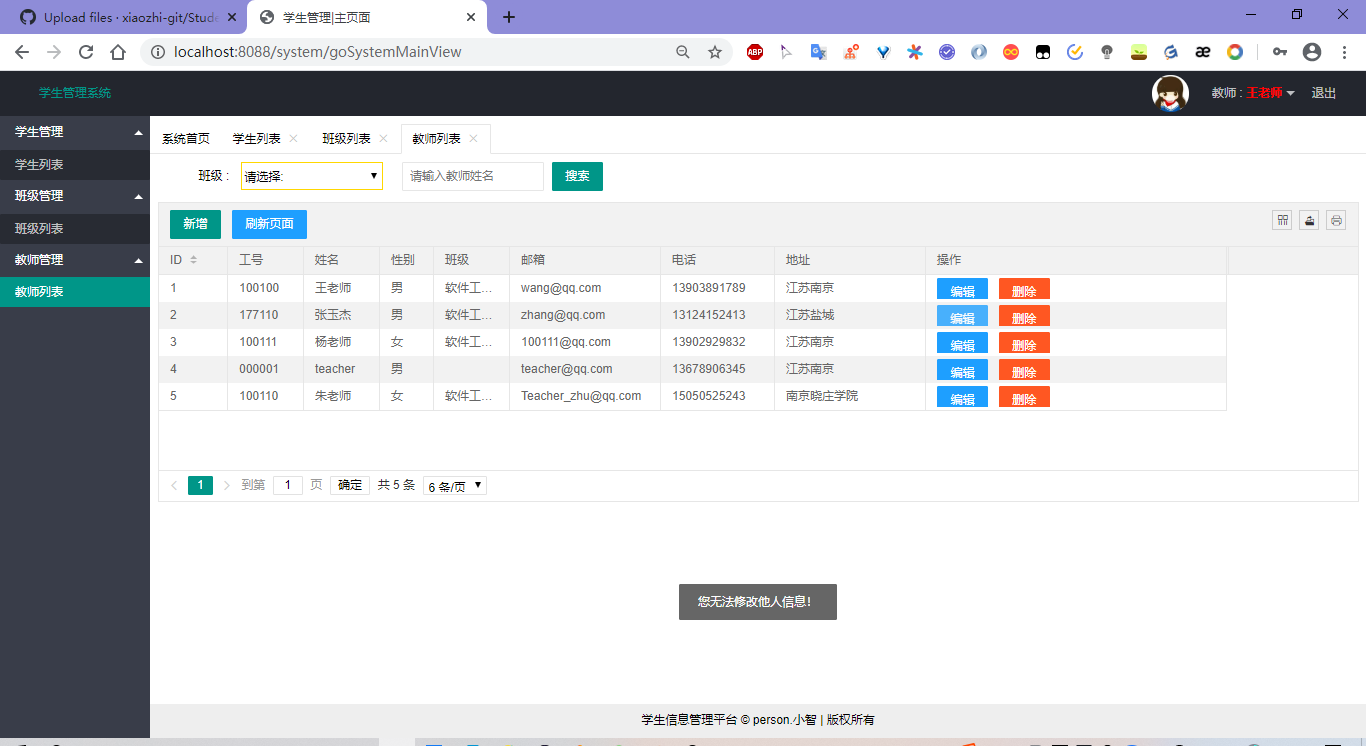 Upload files · xiaozhi-git/Stude
学生管理|主页面
localhost:8088/system/goSystemMainView
ABP
学生管理系统
教师 : 王老师
退出
学生管理
学生列表
班级管理
班级列表
教师管理
教师列表
系统首页 学生列表 班级列表 教师列表
班级 : 请选择: 请输入教师姓名 搜索
新增 刷新页面
ID 工号 姓名 性别 班级 邮箱 电话 地址 操作
1 100100 王老师 男 软件工... wang@qq.com 13903891789 江苏南京 编辑 删除
2 177110 张玉杰 男 软件工... zhang@qq.com 13124152413 江苏盐城 编辑 删除
3 100111 杨老师 女 软件工... 100111@qq.com 13902929832 江苏南京 编辑 删除
4 000001 teacher 男 teacher@qq.com 13678906345 江苏南京 编辑 删除
5 100110 朱老师 女 软件工... Teacher_zhu@qq.com 15050525243 南京晓庄学院 编辑 删除
1 到第 1 页 确定 共 5 条 6 条/页
您无法修改他人信息!
学生信息管理平台 © person.小智 | 版权所有